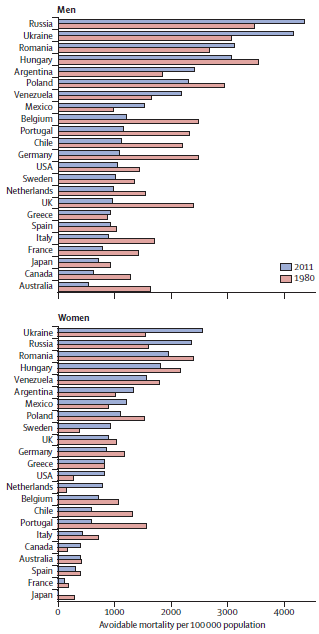 Men
Russia
Ukraine
Romania
Hungary
Argentina
Poland
Venezuela
Mexico
Belgium
Portugal
Chile
Germany
USA
Sweden
Netherlands
UK
Greece
Spain
Italy
France
Japan
Canada
Australia
2011
1980
Women
Ukraine
Russia
Romania
Hungary
Venezuela
Argentina
Mexico
Poland
Sweden
UK
Germany
Greece
USA
Netherlands
Belgium
Chile
Portugal
Italy
Canada
Australia
Spain
France
Japan
0 1000 2000 3000 4000
Avoidable mortality per 100 000 population